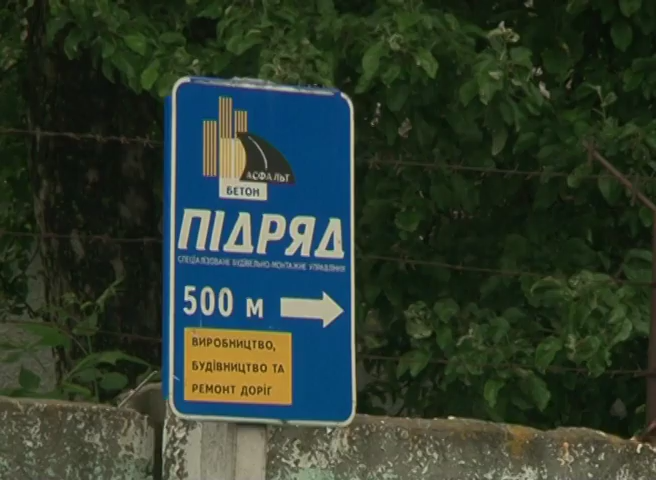 АСФАЛЬТ
БЕТОН
ПІДРЯД
СПЕЦІАЛІЗОВАНЕ БУДІВЕЛЬНО-МОНТАЖНЕ УПРАВЛІННЯ
500 м
ВИРОБНИЦТВО,
БУДІВНИЦТВО ТА
РЕМОНТ ДОРІГ